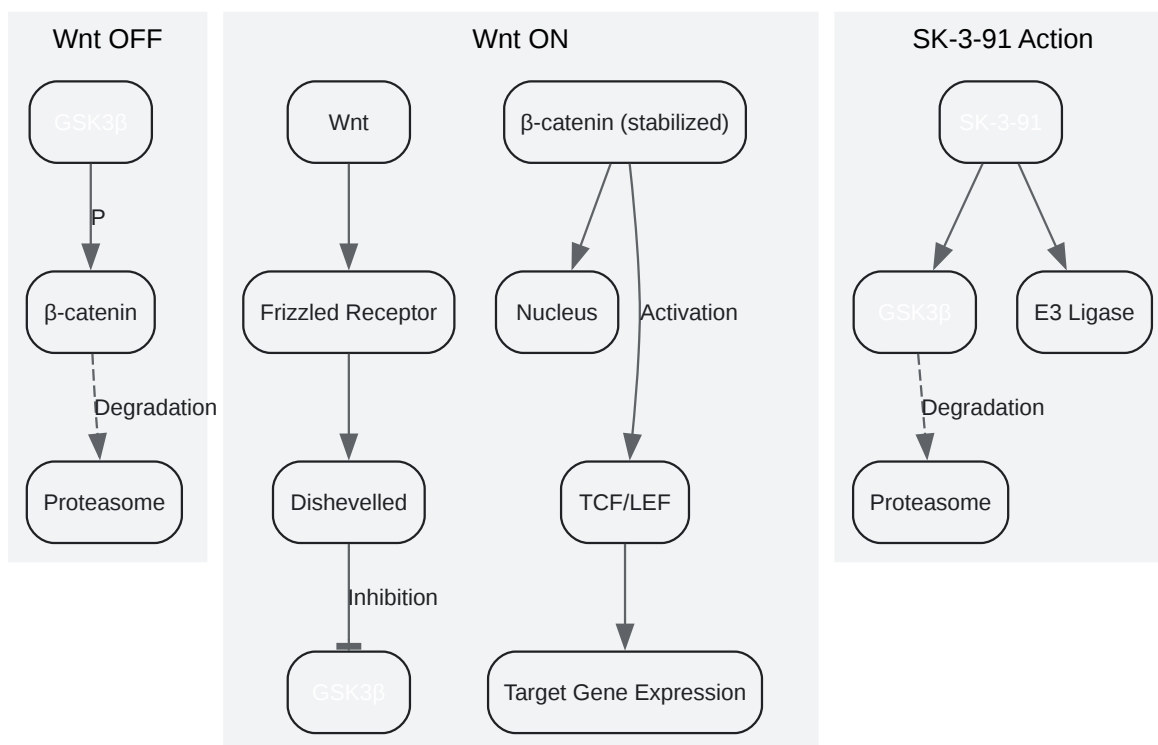 Wnt OFF
GSK3β
P
β-catenin
Degradation
Proteasome
Wnt ON
Wnt
β-catenin (stabilized)
Frizzled Receptor
Nucleus
Activation
Dishevelled
TCF/LEF
Inhibition
GSK3β
Target Gene Expression
SK-3-91 Action
SK-3-91
GSK3β
E3 Ligase
Degradation
Proteasome